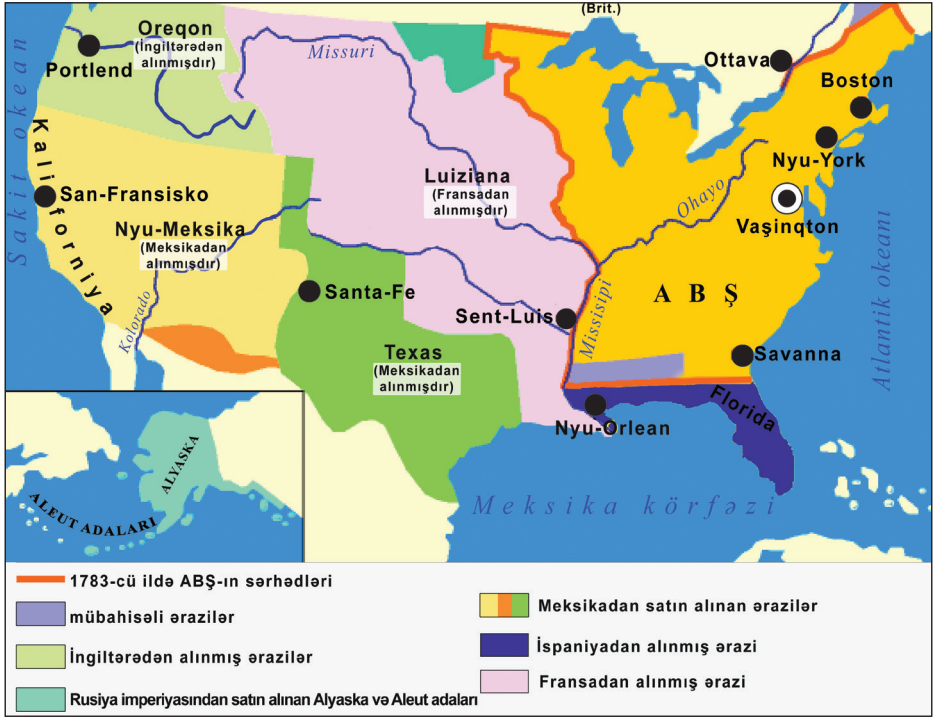 (Brit.)
Oreqon
(İngiltərədən
alınmışdır)
Portlend
Missuri
Ottava
Boston
Nyu-York
Sakit okean
Kaliforniya
San-Fransisko
Luiziana
(Fransadan
alınmışdır)
Ohayo
Vaşinqton
Nyu-Meksika
(Meksikadan
alınmışdır)
Kolorado
Santa-Fe
Sent-Luis
Missisipi
A B Ş
Atlantik okeanı
Texas
(Meksikadan
alınmışdır)
Savanna
Florida
Nyu-Orlean
ALYASKA
ALEUT ADALARI
Meksika körfəzi
1783-cü ildə ABŞ-ın sərhədləri
mübahisəli ərazilər
İngiltərədən alınmış ərazilər
Rusiya imperiyasından satın alınan Alyaska və Aleut adaları
Meksikadan satın alınan ərazilər
İspaniyadan alınmış ərazi
Fransadan alınmış ərazi